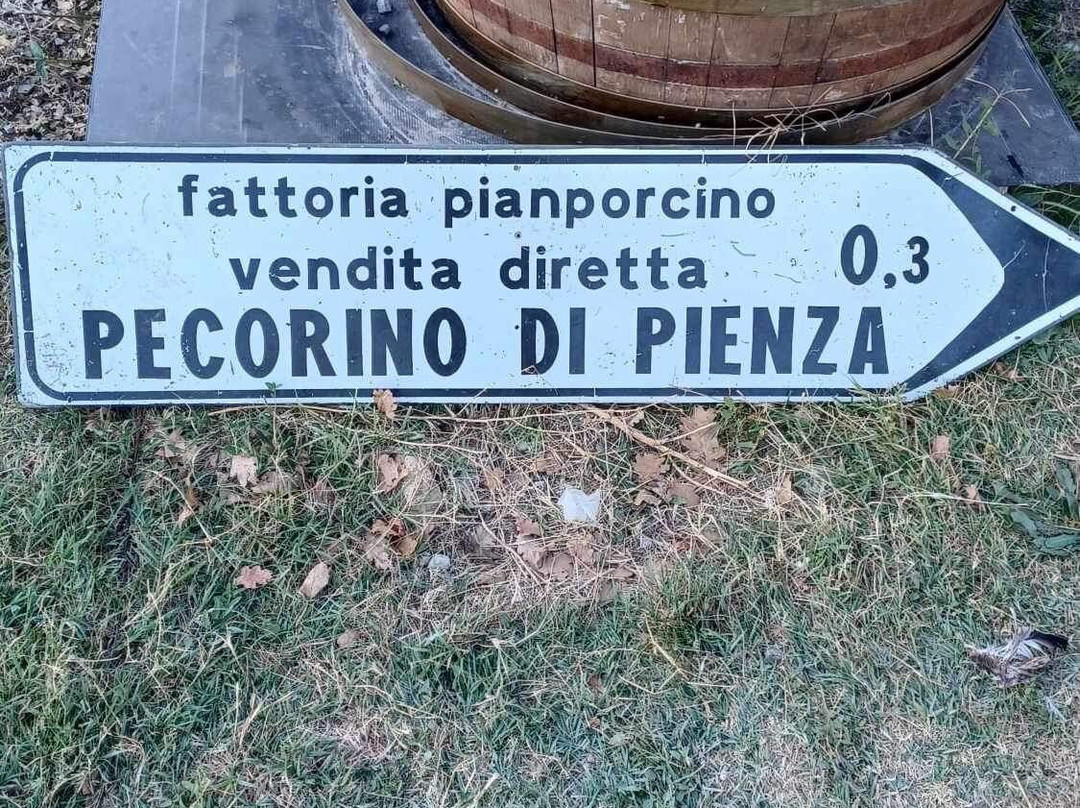 fattoria pianporcino
vendita diretta 0,3
PECORINO DI PIENZA